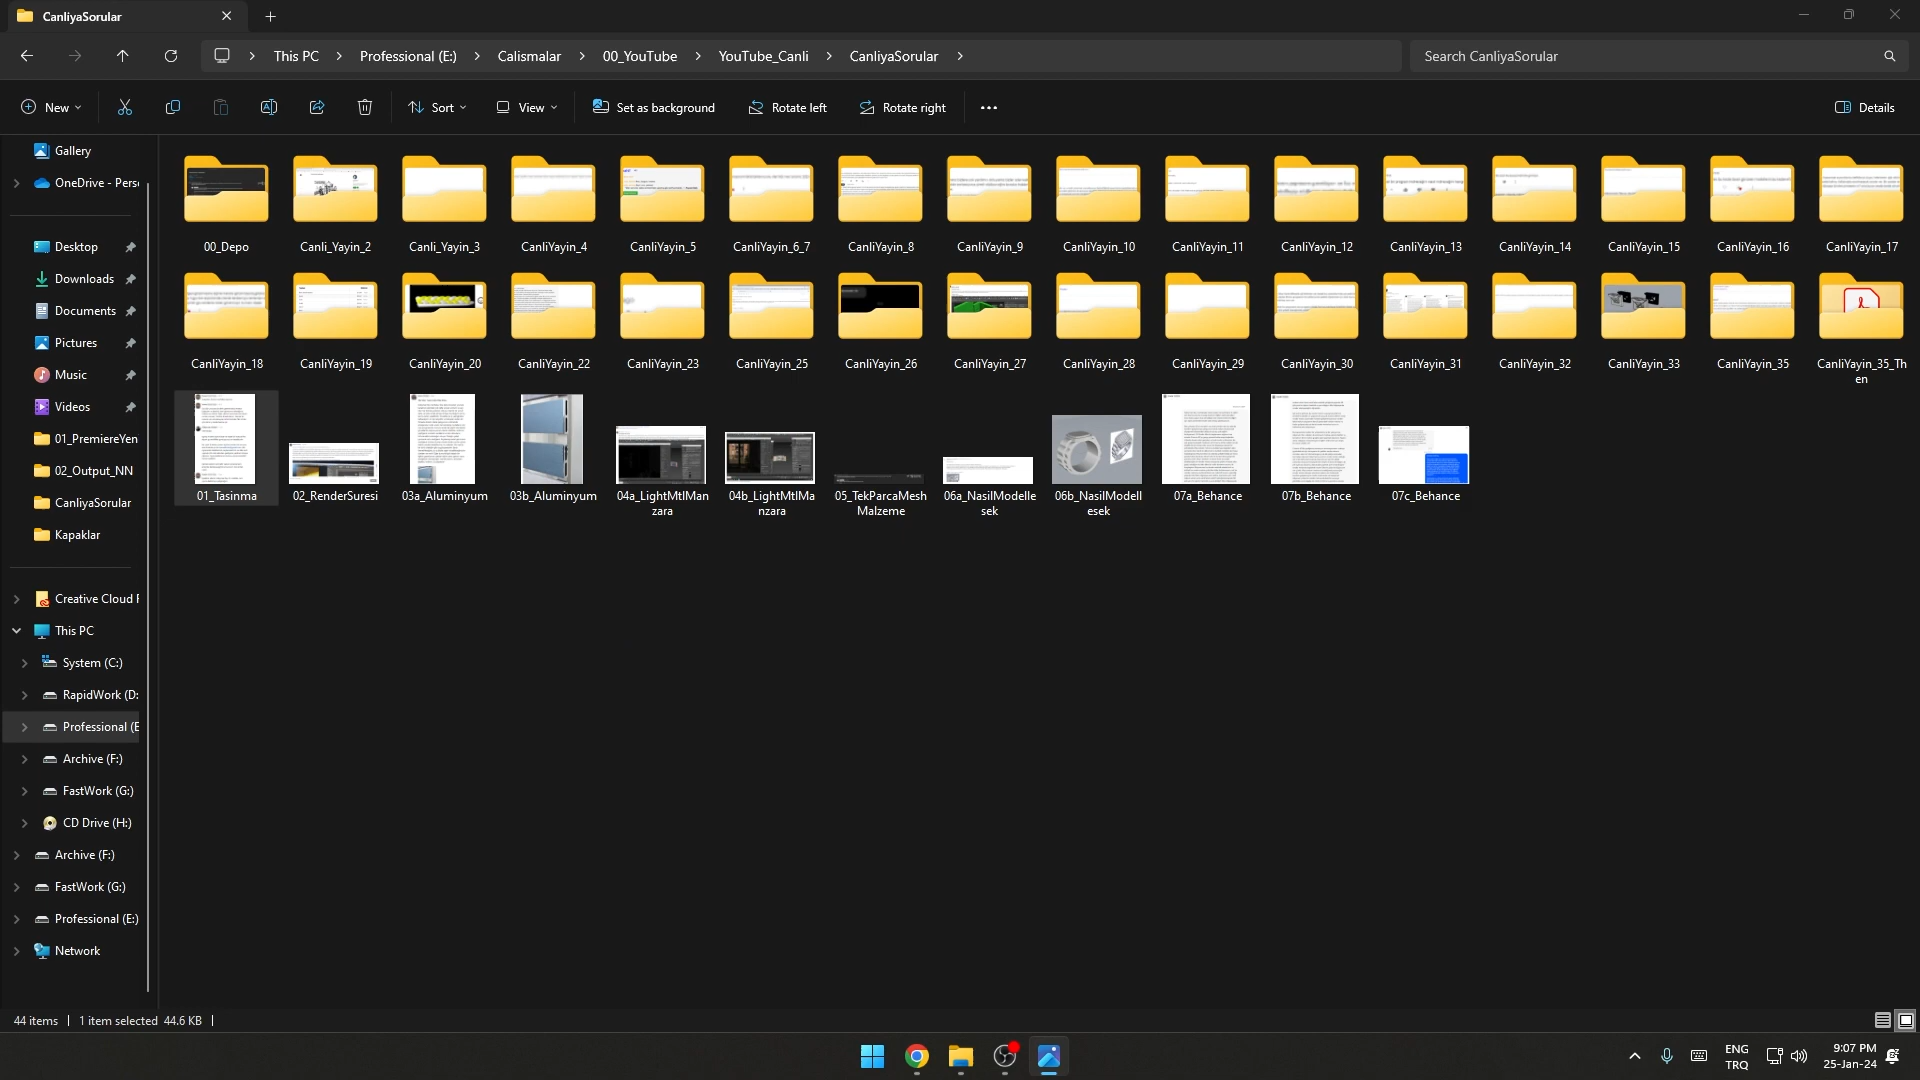 CanliyaSorular
This PC
Professional (E:)
Calismalar
00_YouTube
YouTube_Canli
CanliyaSorular
Search CanliyaSorular
New
Sort
View
Set as background
Rotate left
Rotate right
Details
Gallery
OneDrive - Pers
Desktop
Downloads
Documents
Pictures
Music
Videos
01_PremiereYen
02_Output_NN
CanliyaSorular
Kapaklar
Creative Cloud F
This PC
System (C:)
RapidWork (D:
Professional (E
Archive (F:)
FastWork (G:)
CD Drive (H:)
Archive (F:)
FastWork (G:)
Professional (E:)
Network
00_Depo
Canli_Yayin_2
Canli_Yayin_3
CanliYayin_4
CanliYayin_5
CanliYayin_6_7
CanliYayin_8
CanliYayin_9
CanliYayin_10
CanliYayin_11
CanliYayin_12
CanliYayin_13
CanliYayin_14
CanliYayin_15
CanliYayin_16
CanliYayin_17
CanliYayin_18
CanliYayin_19
CanliYayin_20
CanliYayin_22
CanliYayin_23
CanliYayin_25
CanliYayin_26
CanliYayin_27
CanliYayin_28
CanliYayin_29
CanliYayin_30
CanliYayin_31
CanliYayin_32
CanliYayin_33
CanliYayin_35
CanliYayin_35_Th
en
01_Tasinma
02_RenderSuresi
03a_Aluminyum
03b_Aluminyum
04a_LightMtlMan
zara
04b_LightMtlMa
nzara
05_TekParcaMesh
Malzeme
06a_NasilModelle
sek
06b_NasilModell
esek
07a_Behance
07b_Behance
07c_Behance
44 items
1 item selected 44.6 KB
ENG
TRQ
9:07 PM
25-Jan-24